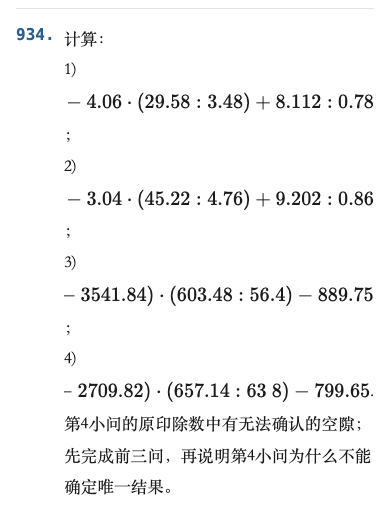 934. 计算：
1)
− 4.06 · (29.58 : 3.48) + 8.112 : 0.78
；
2)
− 3.04 · (45.22 : 4.76) + 9.202 : 0.86
；
3)
− 3541.84) · (603.48 : 56.4) − 889.75
；
4)
− 2709.82) · (657.14 : 63 8) − 799.65.
第4小问的原印除数中有无法确认的空隙；
先完成前三问，再说明第4小问为什么不能
确定唯一结果。